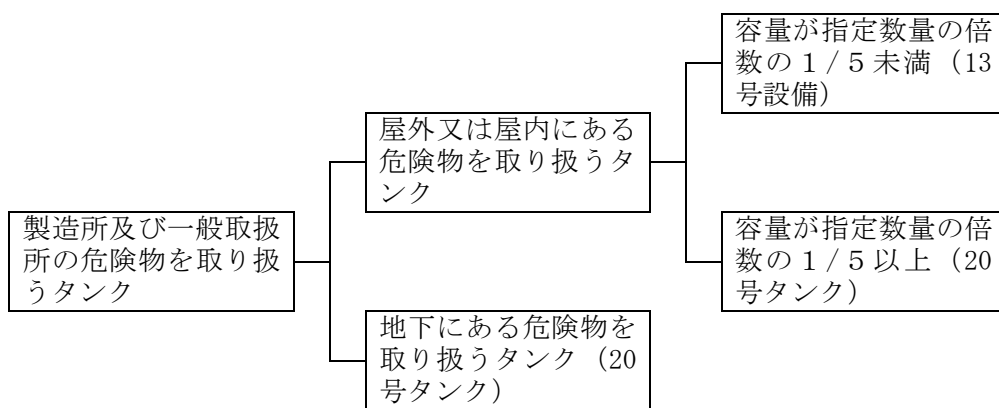 製造所及び一般取扱
所の危険物を取り扱
うタンク
屋外又は屋内にある
危険物を取り扱うタ
ンク
容量が指定数量の倍
数の1/5未満（13
号設備）
容量が指定数量の倍
数の1/5以上（20
号タンク）
地下にある危険物を
取り扱うタンク（20
号タンク）